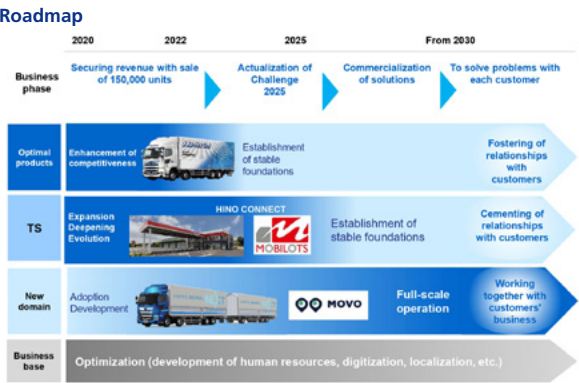 Roadmap
2020
2022
2025
From 2030
Business
phase
Securing revenue with sale
of 150,000 units
Actualization of
Challenge
2025
Commercialization
of solutions
To solve problems with
each customer
Optimal
products
Enhancement of
competitiveness
Establishment
of stable
foundations
Fostering of
relationships
with
customers
TS
Expansion
Deepening
Evolution
HINO CONNECT
MOBILOTS
Establishment of
stable foundations
Cementing of
relationships
with customers
New
domain
Adoption
Development
MOVO
Full-scale
operation
Working
together with
customers'
business
Business
base
Optimization (development of human resources, digitization, localization, etc.)